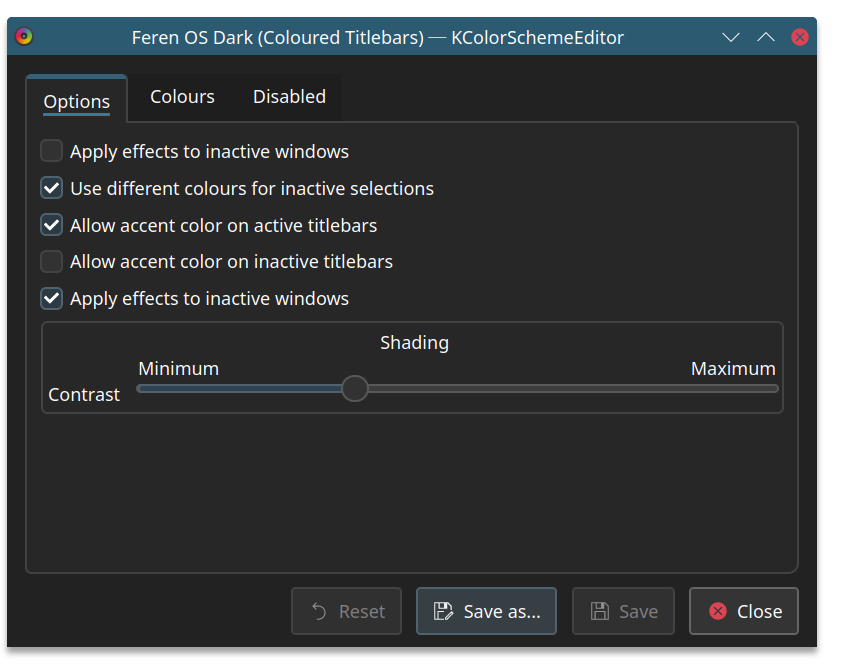 Feren OS Dark (Coloured Titlebars) — KColorSchemeEditor
Options Colours Disabled
Apply effects to inactive windows
Use different colours for inactive selections
Allow accent color on active titlebars
Allow accent color on inactive titlebars
Apply effects to inactive windows
Shading
Minimum Maximum
Contrast
Reset Save as... Save Close